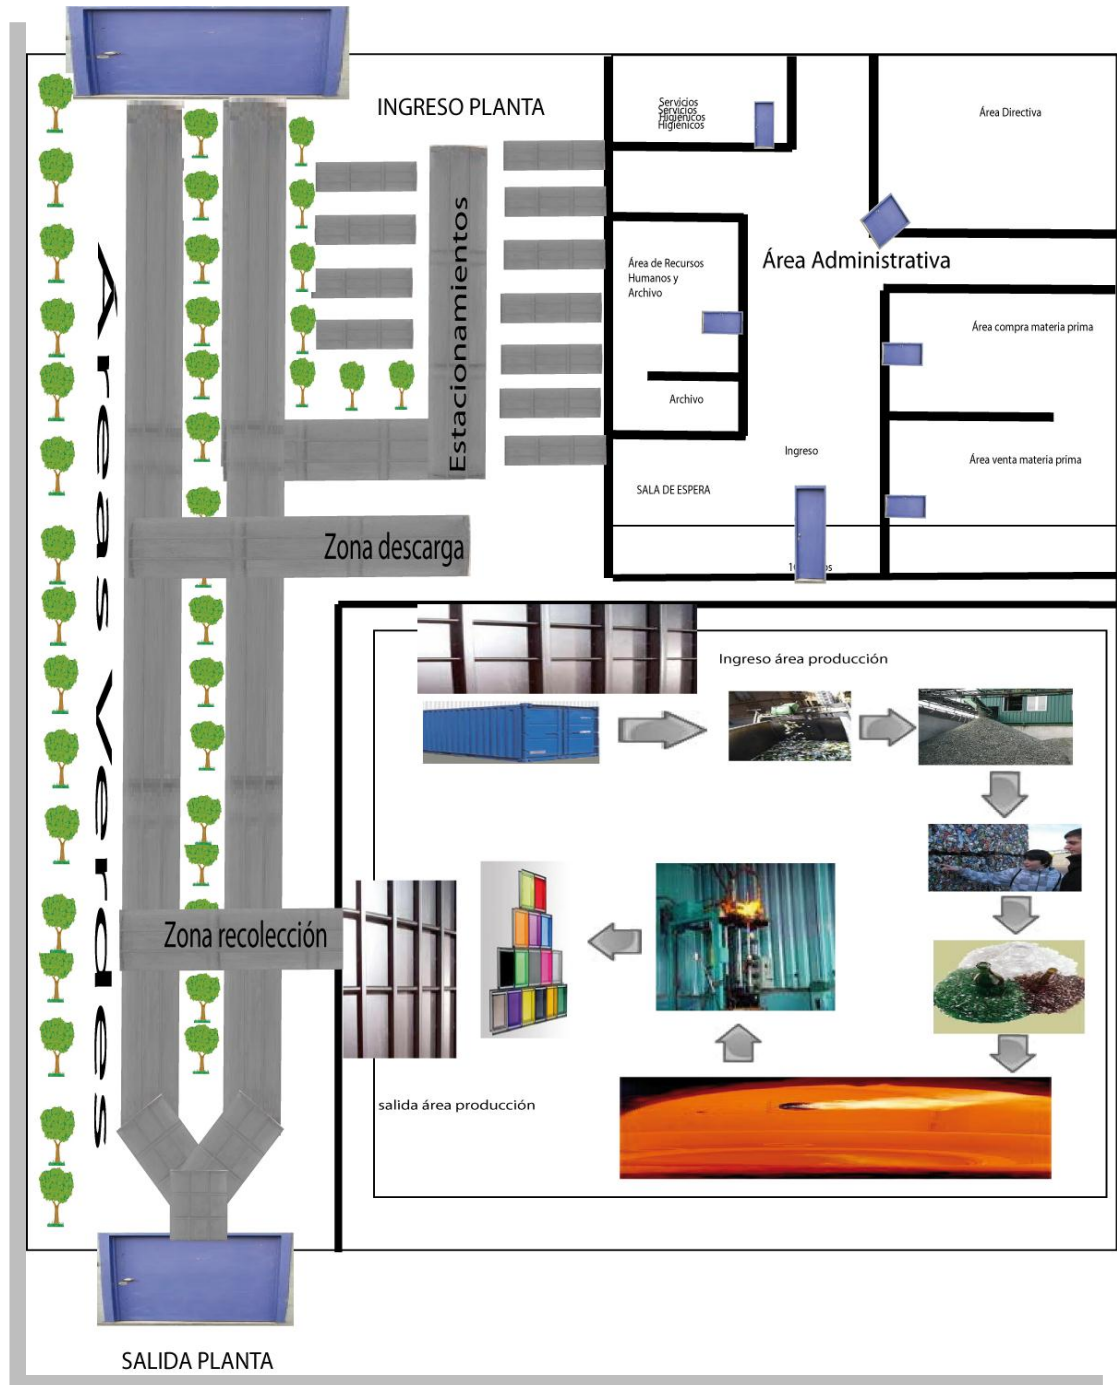 INGRESO PLANTA
Servicios
Servicios
Higiénicos
Higiénicos
Área Directiva
Estacionamientos
Área de Recursos
Humanos y
Archivo
Área Administrativa
Área compra materia prima
Archivo
Ingreso
Área venta materia prima
SALA DE ESPERA
Áreas Verdes
Zona descarga
Ingreso área producción
Zona recolección
salida área producción
SALIDA PLANTA